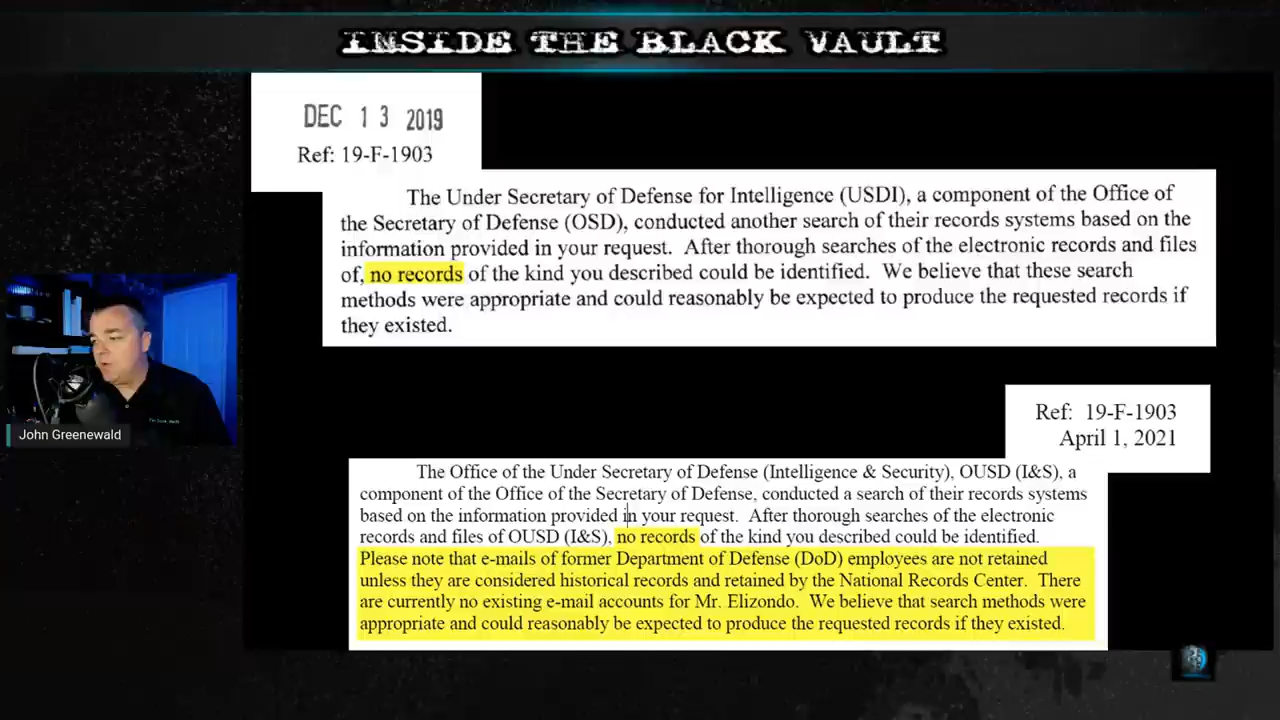 INSIDE THE BLACK VAULT
DEC 13 2019
Ref: 19-F-1903
The Under Secretary of Defense for Intelligence (USDI), a component of the Office of
the Secretary of Defense (OSD), conducted another search of their records systems based on the
information provided in your request. After thorough searches of the electronic records and files
of, no records of the kind you described could be identified. We believe that these search
methods were appropriate and could reasonably be expected to produce the requested records if
they existed.
John Greenewald
Ref: 19-F-1903
April 1, 2021
The Office of the Under Secretary of Defense (Intelligence & Security), OUSD (I&S), a
component of the Office of the Secretary of Defense, conducted a search of their records systems
based on the information provided in your request. After thorough searches of the electronic
records and files of OUSD (I&S), no records of the kind you described could be identified.
Please note that e-mails of former Department of Defense (DoD) employees are not retained
unless they are considered historical records and retained by the National Records Center. There
are currently no existing e-mail accounts for Mr. Elizondo. We believe that search methods were
appropriate and could reasonably be expected to produce the requested records if they existed.